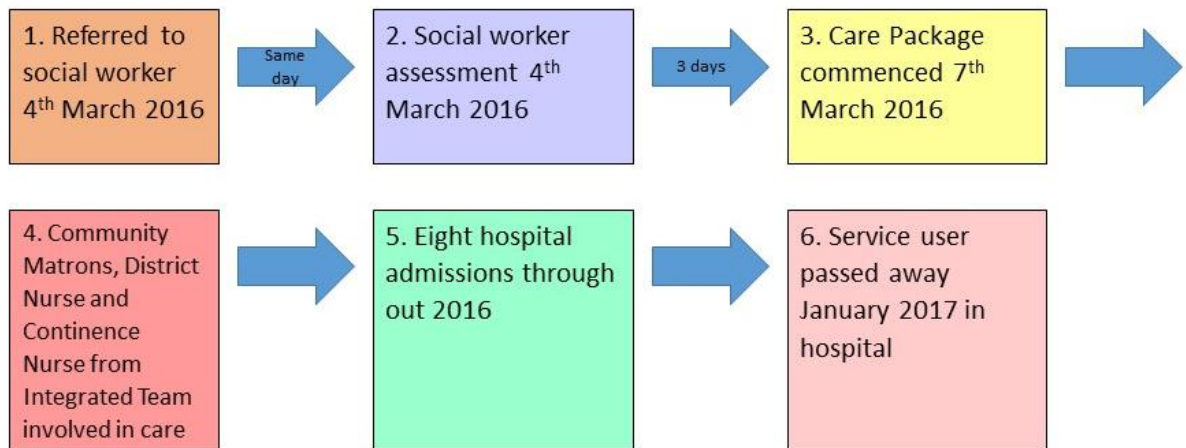 1. Referred to
social worker
4th March 2016
Same
day
2. Social worker
assessment 4th
March 2016
3 days
3. Care Package
commenced 7th
March 2016
4. Community
Matrons, District
Nurse and
Continence
Nurse from
Integrated Team
involved in care
5. Eight hospital
admissions through
out 2016
6. Service user
passed away
January 2017 in
hospital